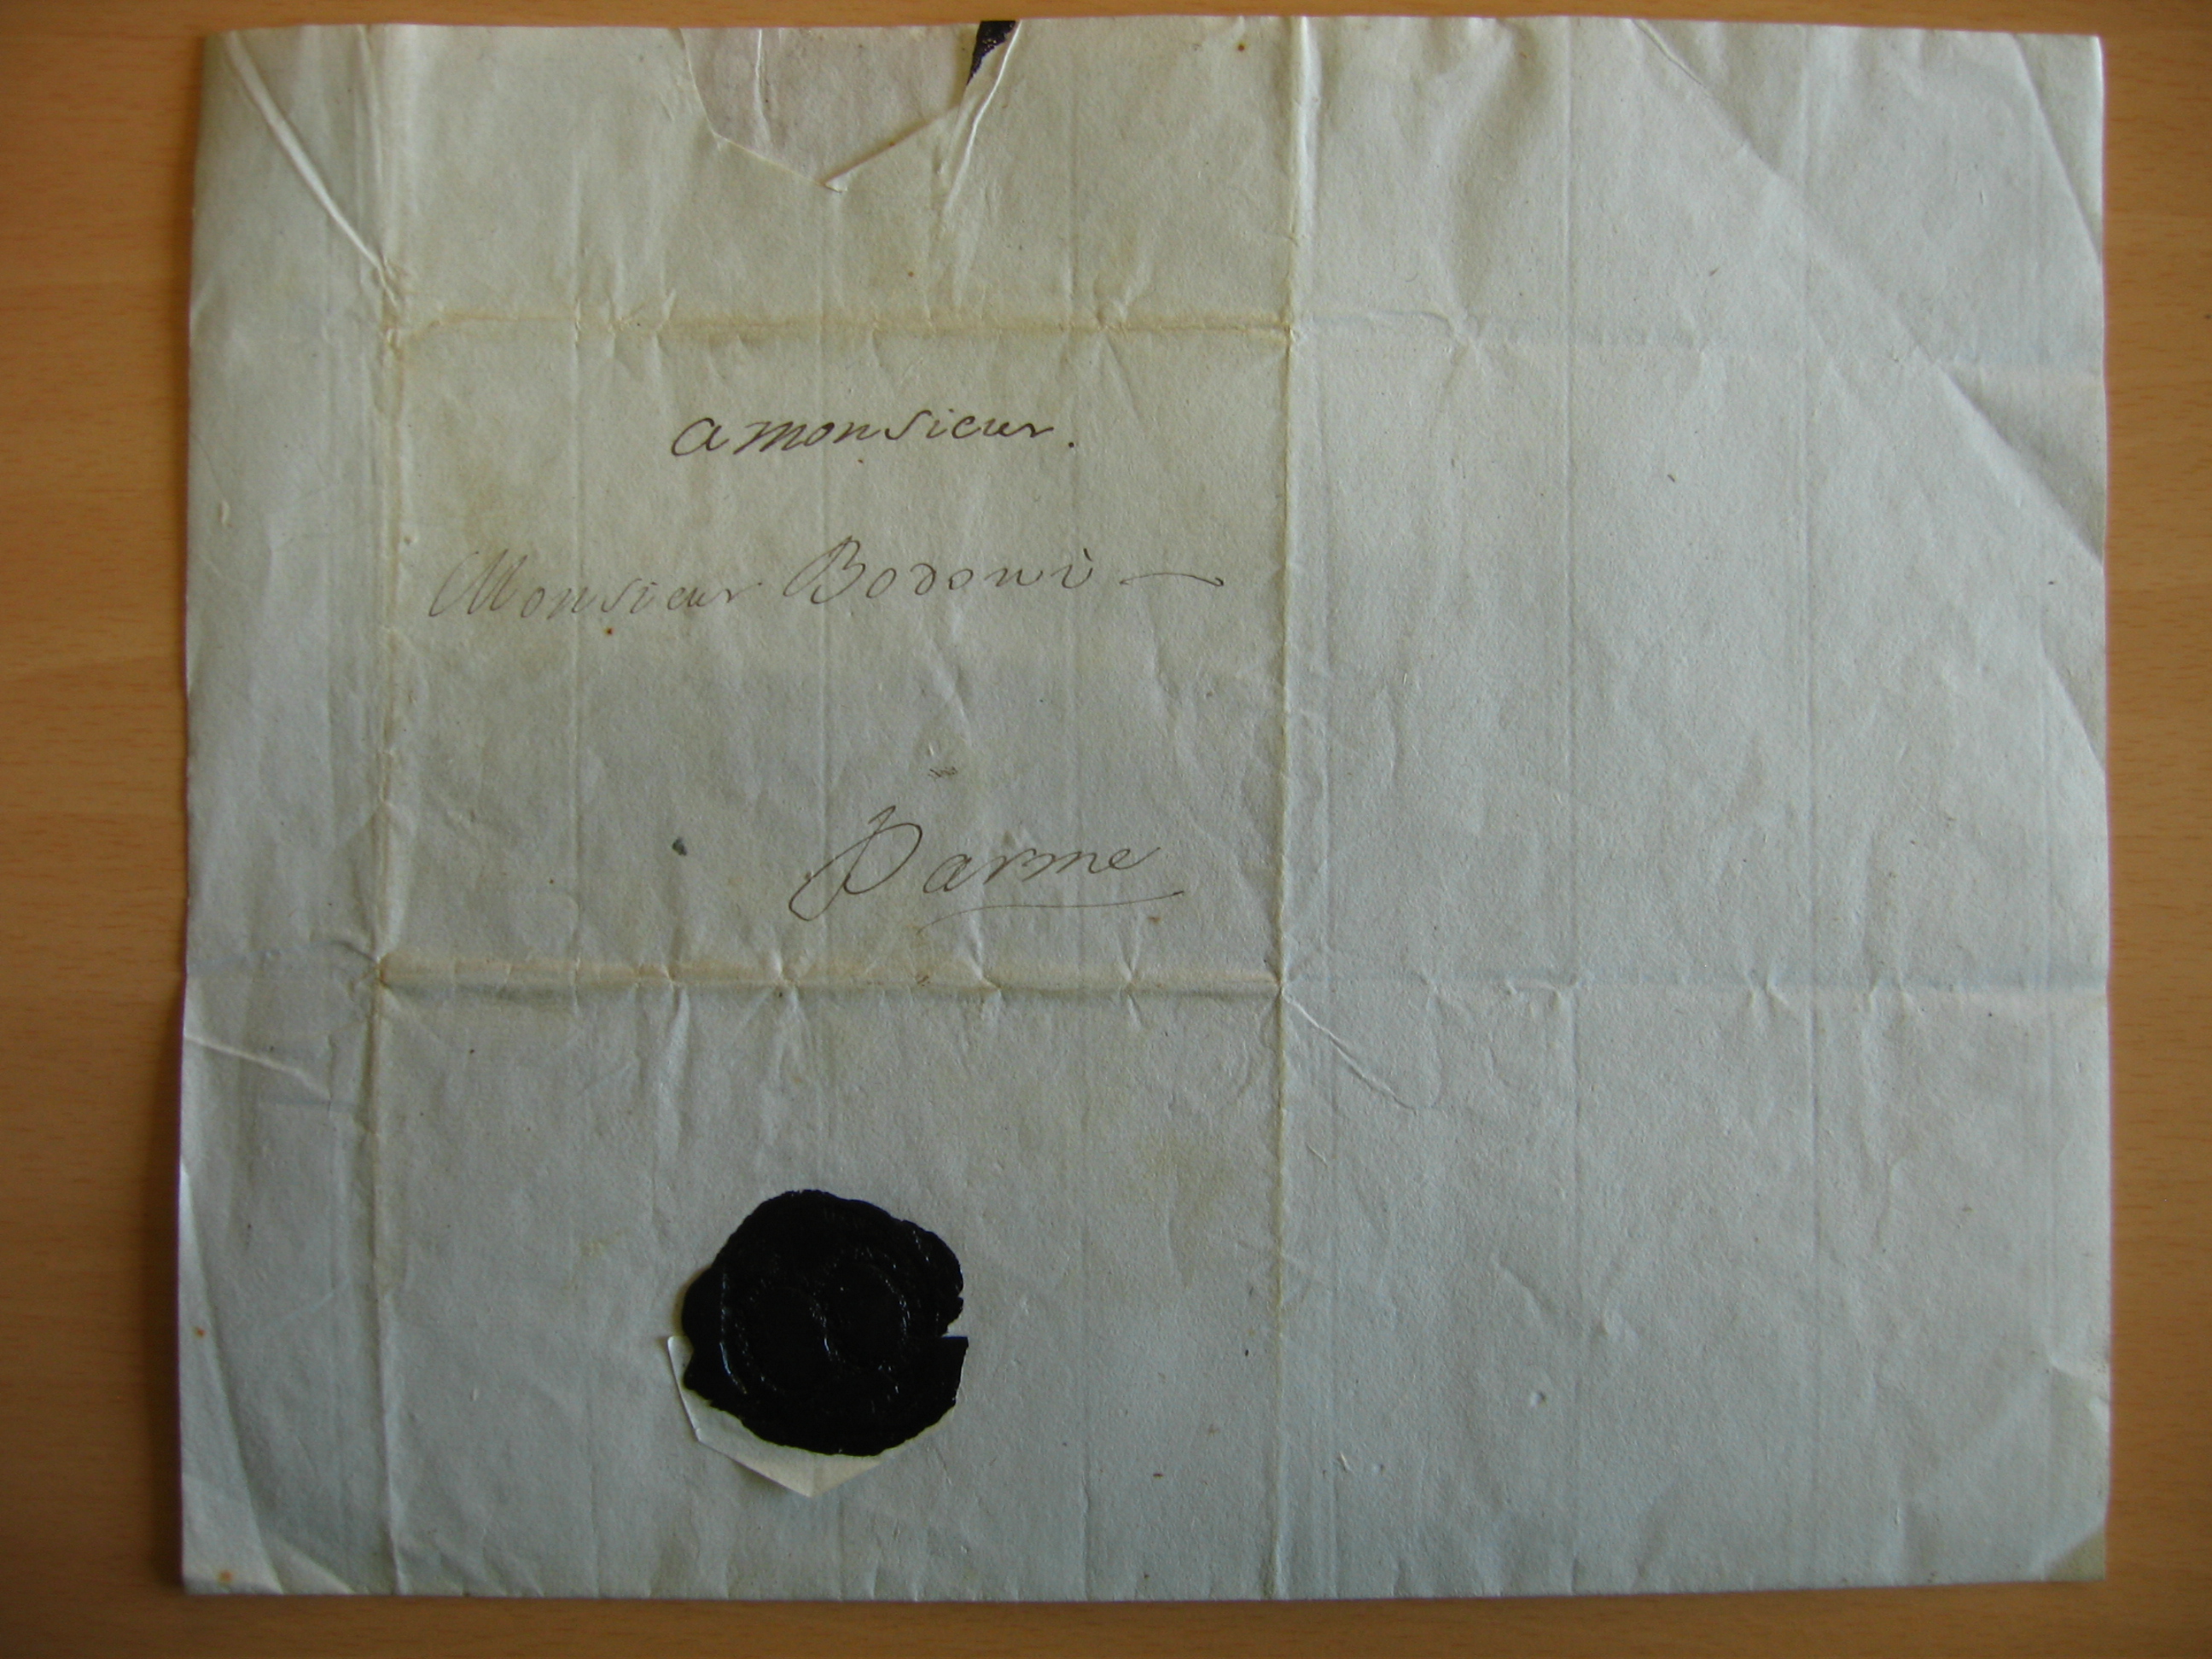 a monsieur.
Monsieur Bodoni —
Parme